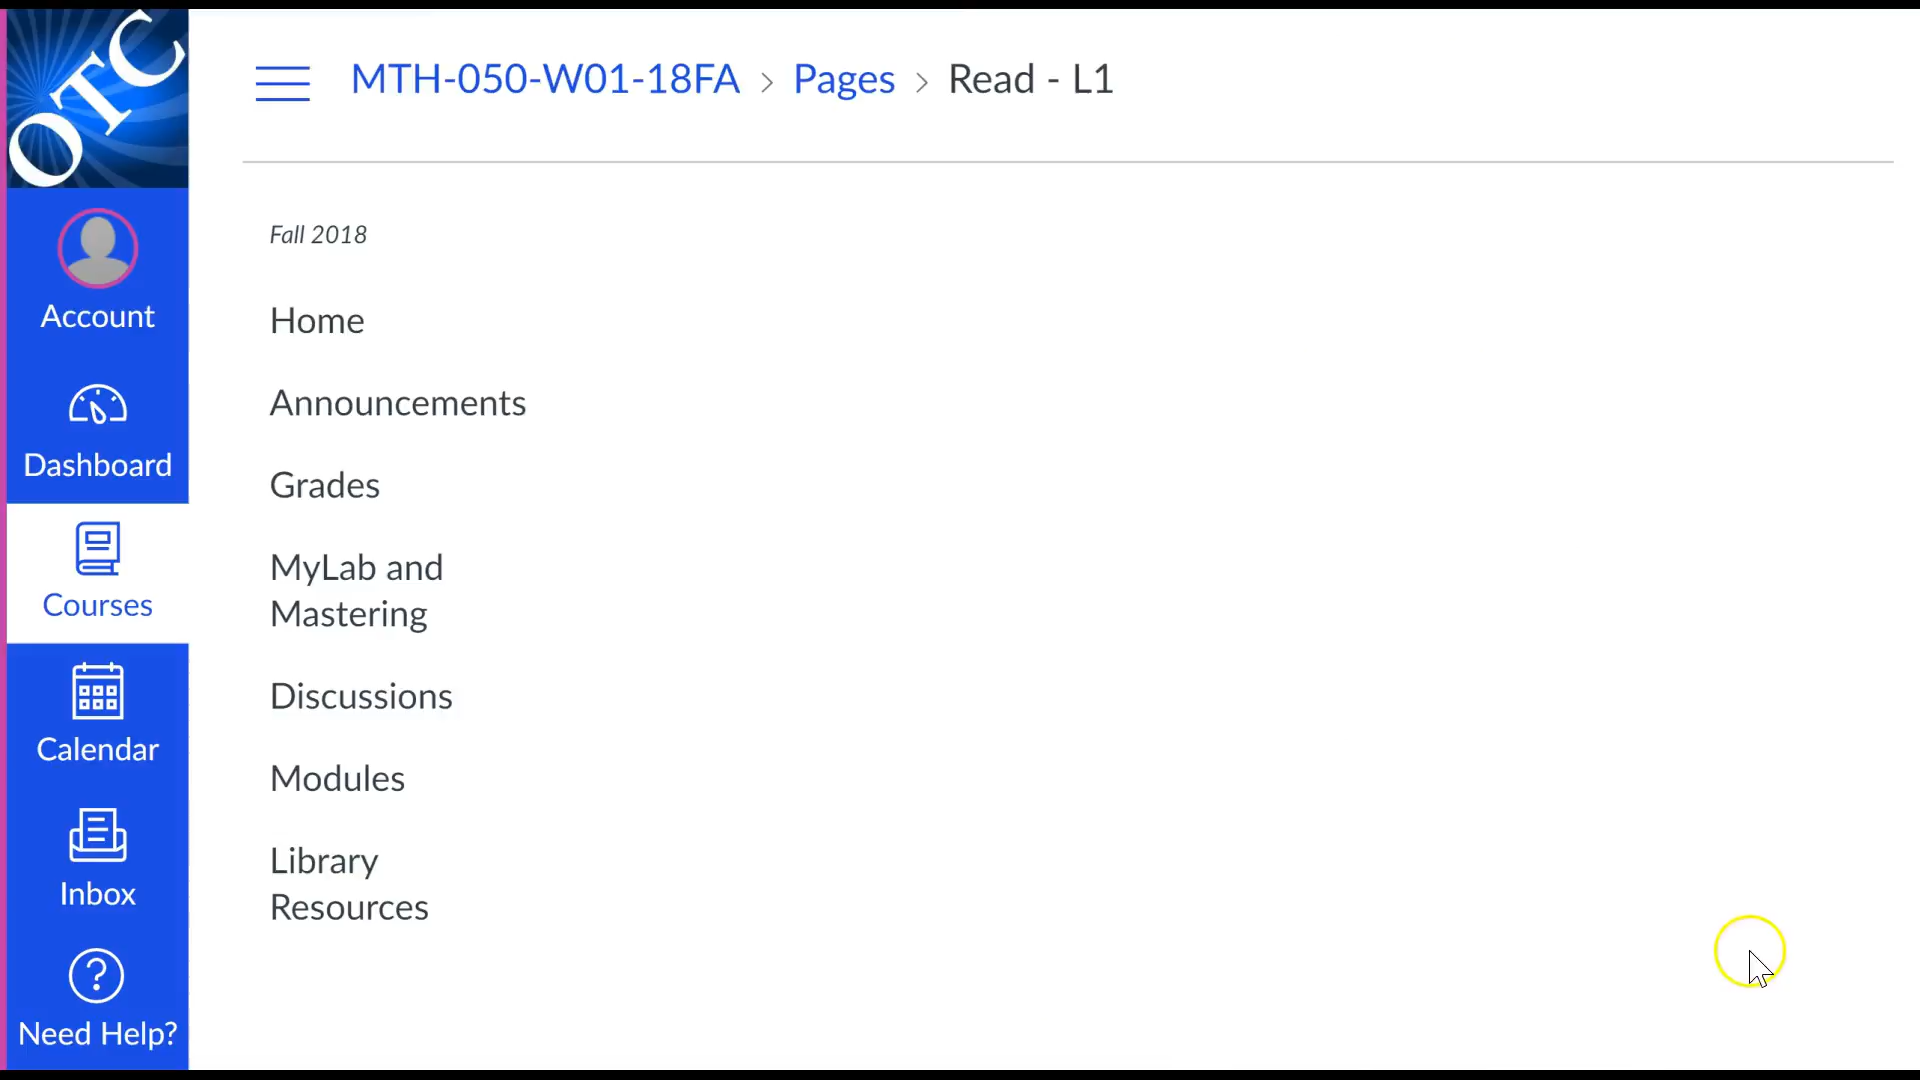 OTC
MTH-050-W01-18FA > Pages > Read - L1
Account
Dashboard
Courses
Calendar
Inbox
Need Help?
Fall 2018
Home
Announcements
Grades
MyLab and
Mastering
Discussions
Modules
Library
Resources